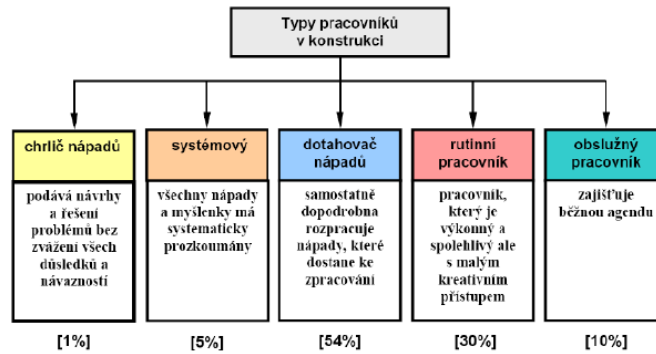 Typy pracovníků
v konstrukci
chrlič nápadů
podává návrhy
a řešení
problémů bez
zvážení všech
důsledků a
návazností
[1%]
systémový
všechny nápady
a myšlenky má
systematicky
prozkoumány
[5%]
dotahovač
nápadů
samostatně
dopodrobna
rozpracuje
nápady, které
dostane ke
zpracování
[54%]
rutinní
pracovník
pracovník,
který je
výkonný a
spolehlivý ale
s malým
kreativním
přístupem
[30%]
obslužný
pracovník
zajišťuje
běžnou agendu
[10%]